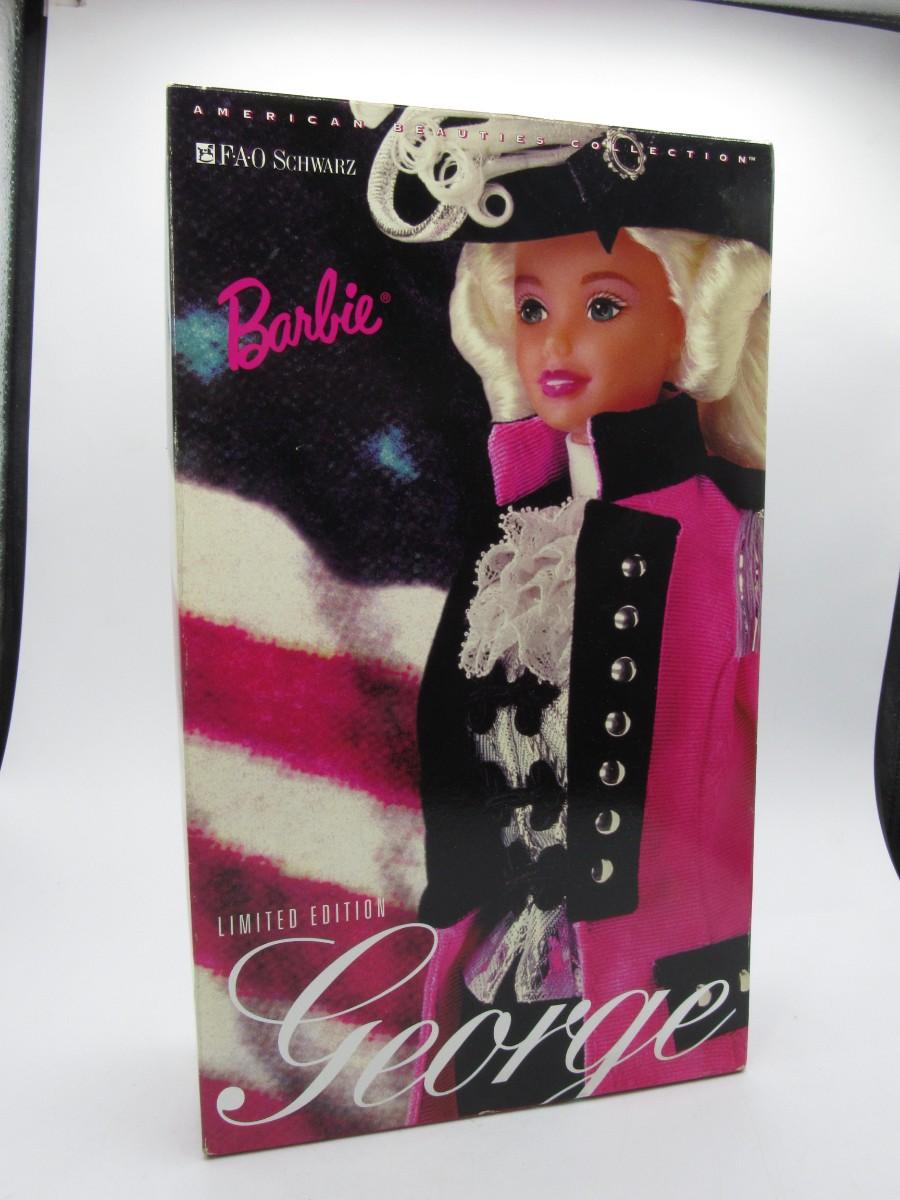 AMERICAN BEAUTIES COLLECTION™
F·A·O SCHWARZ
Barbie®
LIMITED EDITION
George